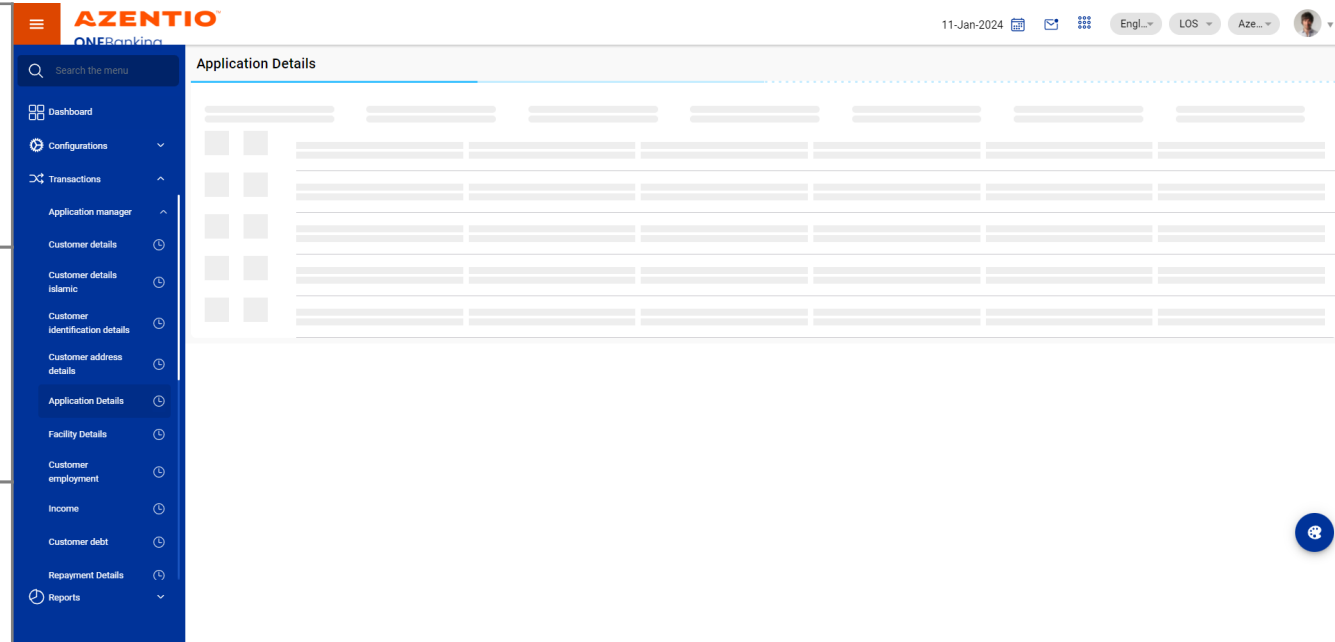 AZENTIO™
ONEBanking
11-Jan-2024
Engl...
LOS
Aze...
Search the menu
Application Details
Dashboard
Configurations
Transactions
Application manager
Customer details
Customer details
islamic
Customer
identification details
Customer address
details
Application Details
Facility Details
Customer
employment
Income
Customer debt
Repayment Details
Reports